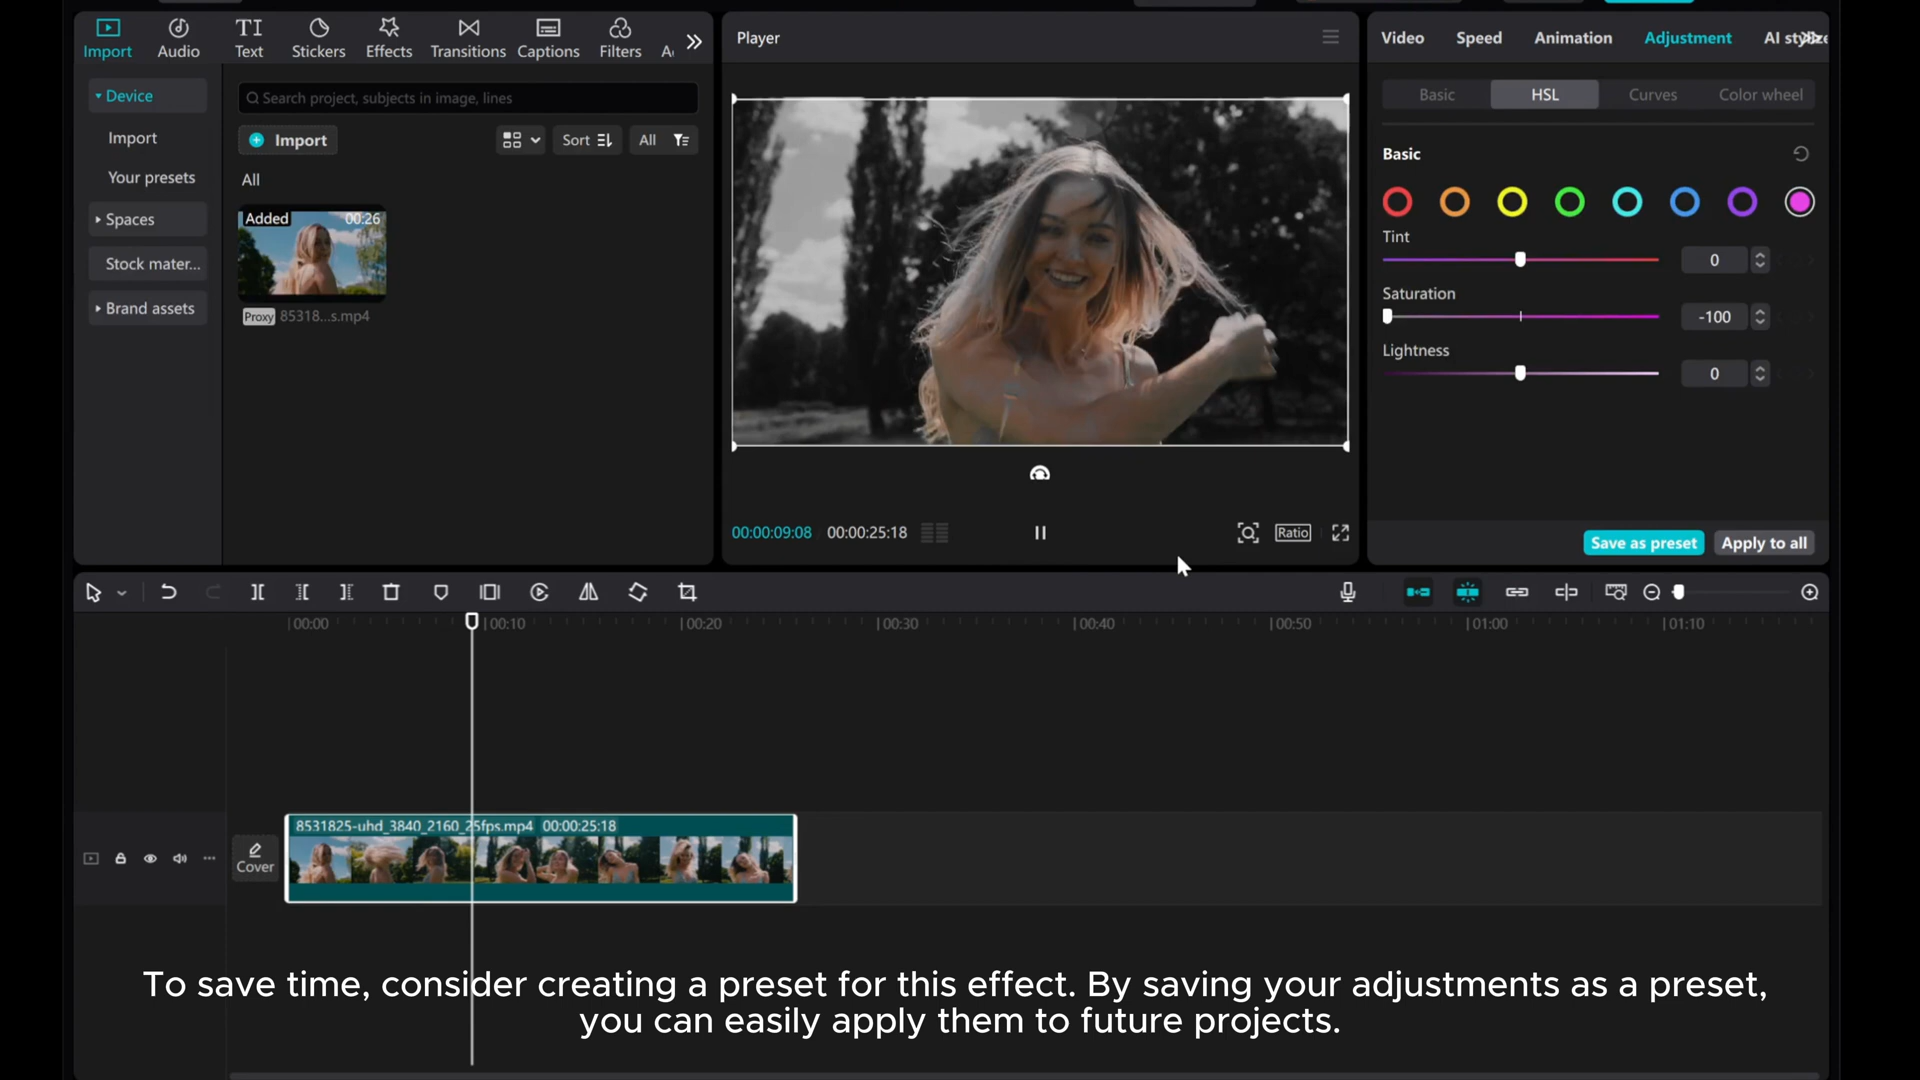 Import
Audio
Text
Stickers
Effects
Transitions
Captions
Filters
Device
Import
Your presets
Spaces
Stock mater...
Brand assets
Search project, subjects in image, lines
Import
Sort
All
All
Added 00:26
Proxy 85318...s.mp4
Player
00:00:09:08 00:00:25:18
Ratio
Video Speed Animation Adjustment
Basic HSL Curves Color wheel
Basic
Tint
0
Saturation
-100
Lightness
0
Save as preset
Apply to all
00:00 00:10 00:20 00:30 00:40 00:50 01:00 01:10
Cover
8531825-uhd_3840_2160_25fps.mp4 00:00:25:18
To save time, consider creating a preset for this effect. By saving your adjustments as a preset,
you can easily apply them to future projects.